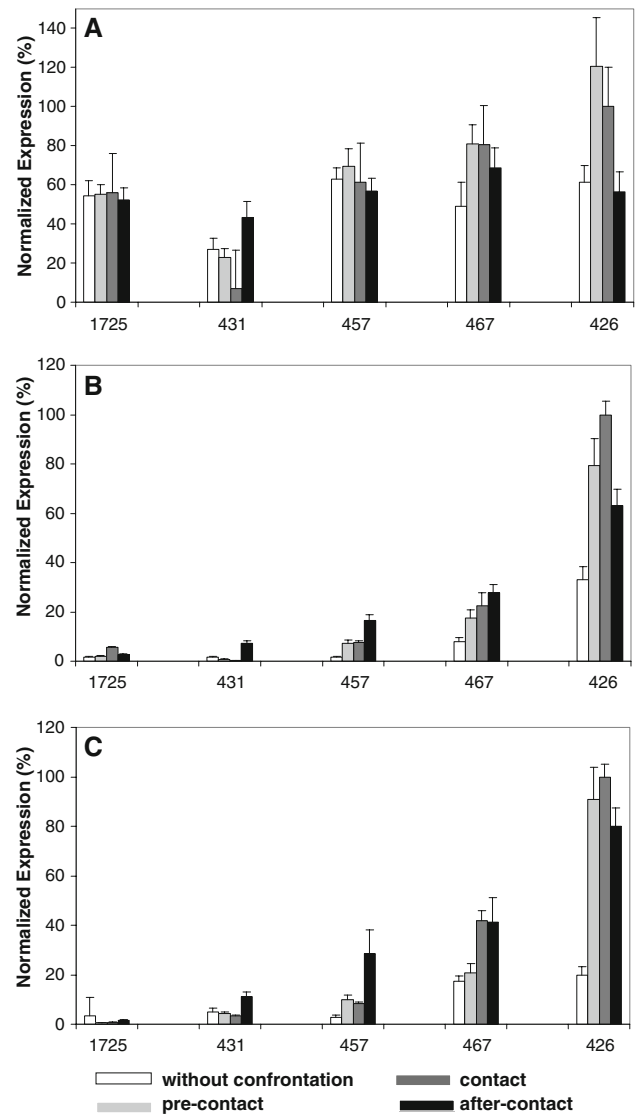 A
Normalized Expression (%)
140
120
100
80
60
40
20
0
1725 431 457 467 426
B
Normalized Expression (%)
120
100
80
60
40
20
0
1725 431 457 467 426
C
Normalized Expression (%)
120
100
80
60
40
20
0
1725 431 457 467 426
without confrontation contact
pre-contact after-contact